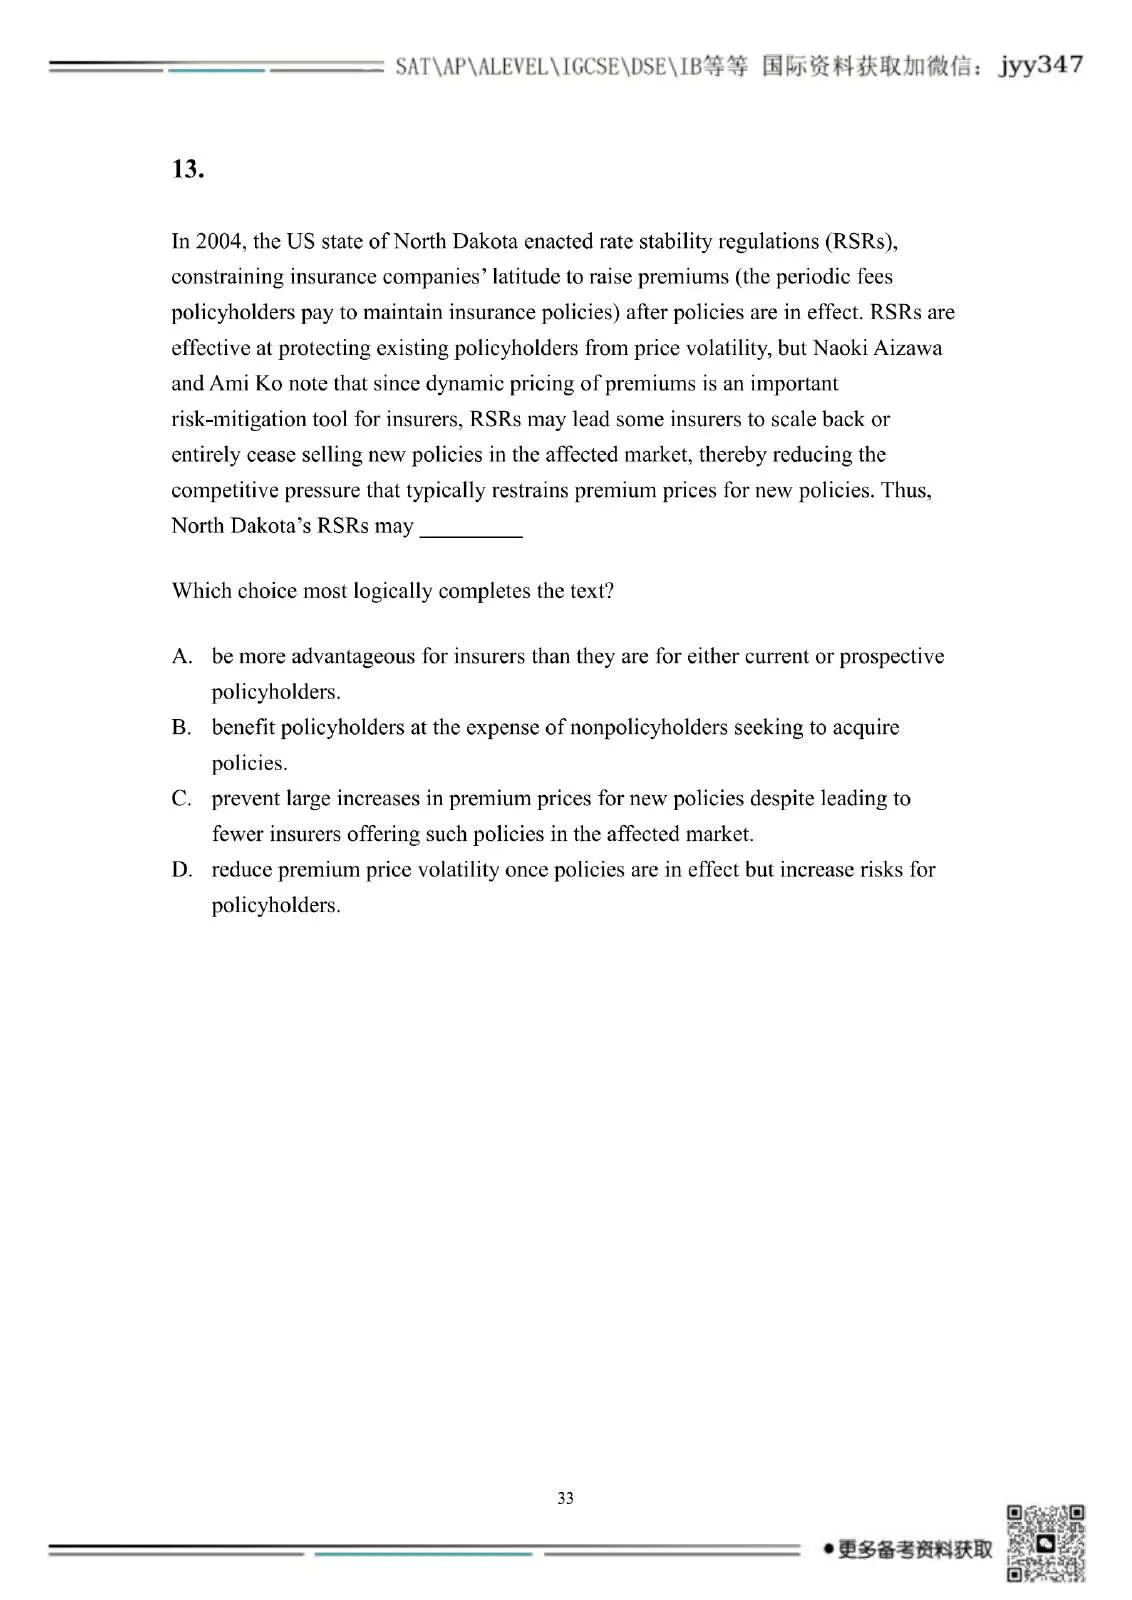 SAT\AP\ALEVEL\IGCSE\DSE\IB等等 国际资料获取加微信：jyy347
13.
In 2004, the US state of North Dakota enacted rate stability regulations (RSRs),
constraining insurance companies’ latitude to raise premiums (the periodic fees
policyholders pay to maintain insurance policies) after policies are in effect. RSRs are
effective at protecting existing policyholders from price volatility, but Naoki Aizawa
and Ami Ko note that since dynamic pricing of premiums is an important
risk-mitigation tool for insurers, RSRs may lead some insurers to scale back or
entirely cease selling new policies in the affected market, thereby reducing the
competitive pressure that typically restrains premium prices for new policies. Thus,
North Dakota’s RSRs may _________
Which choice most logically completes the text?
A. be more advantageous for insurers than they are for either current or prospective
policyholders.
B. benefit policyholders at the expense of nonpolicyholders seeking to acquire
policies.
C. prevent large increases in premium prices for new policies despite leading to
fewer insurers offering such policies in the affected market.
D. reduce premium price volatility once policies are in effect but increase risks for
policyholders.
33
●更多备考资料获取